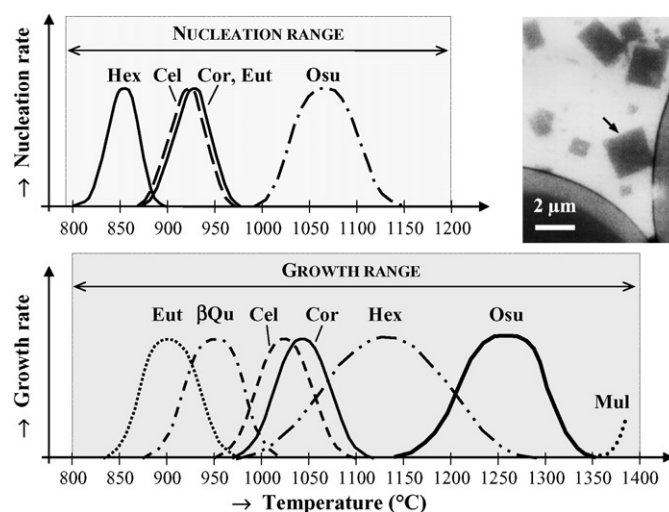 NUCLEATION RANGE
→ Nucleation rate
Hex Cel Cor, Eut Osu
800 850 900 950 1000 1050 1100 1150 1200
2 µm
GROWTH RANGE
→ Growth rate
Eut βQu Cel Cor Hex Osu
Mul
800 850 900 950 1000 1050 1100 1150 1200 1250 1300 1350 1400
→ Temperature (°C)